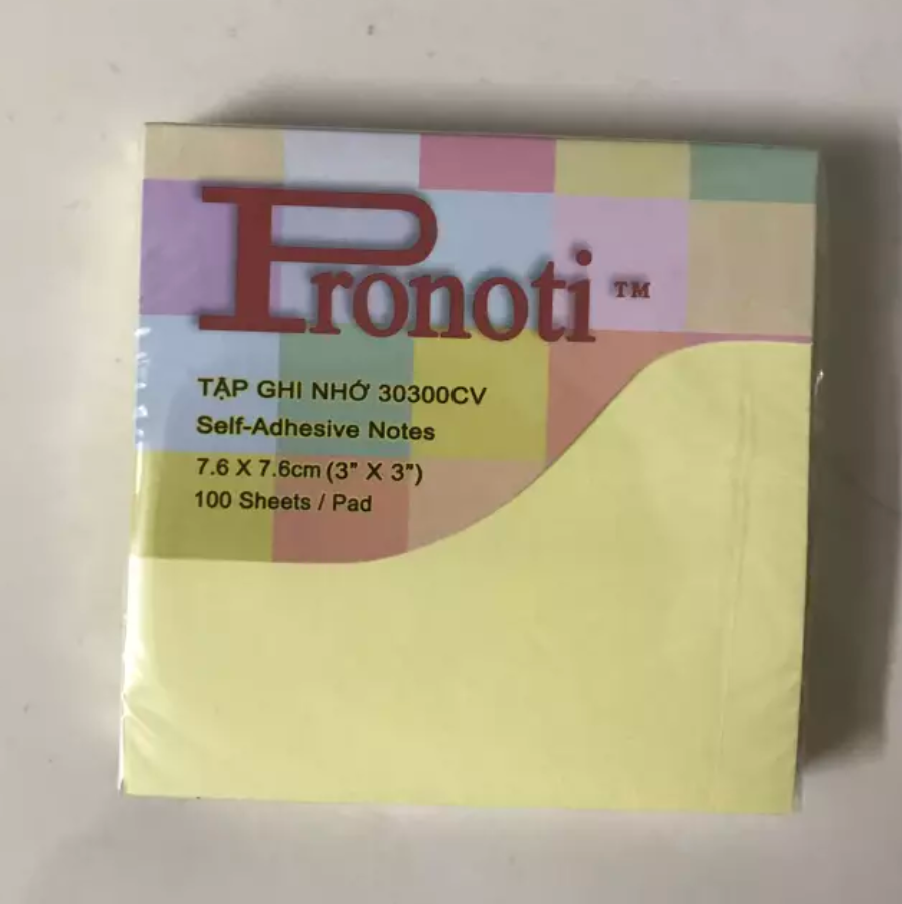 Pronoti™
TẬP GHI NHỚ 30300CV
Self-Adhesive Notes
7.6 X 7.6cm (3" X 3")
100 Sheets / Pad